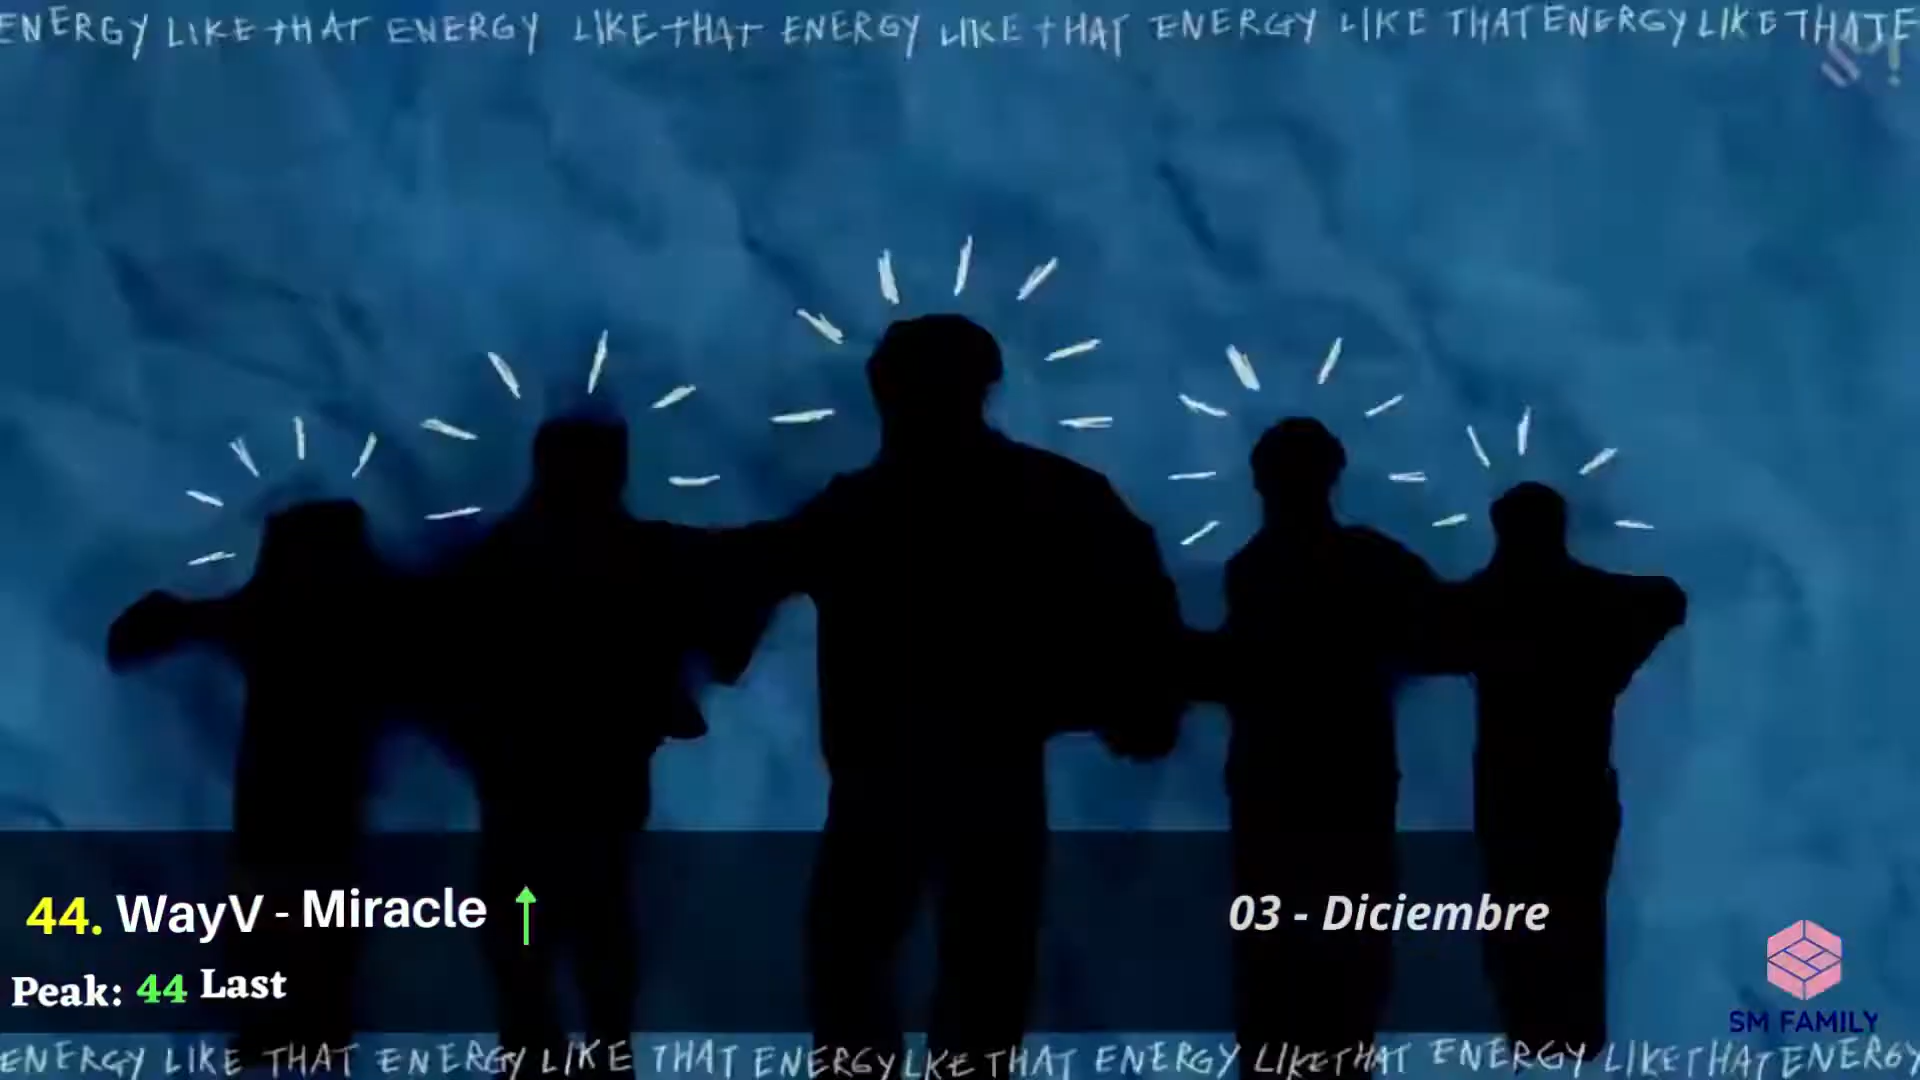 ENERGY LIKE THAT ENERGY LIKE THAT ENERGY LIKE THAT ENERGY LIKE THAT ENERGY LIKE THAT E
44. WayV - Miracle ↑
03 - Diciembre
Peak: 44 Last
SM FAMILY
ENERGY LIKE THAT ENERGY LIKE THAT ENERGY LKE THAT ENERGY LIKE THAT ENERGY LIKE THAT ENERGY